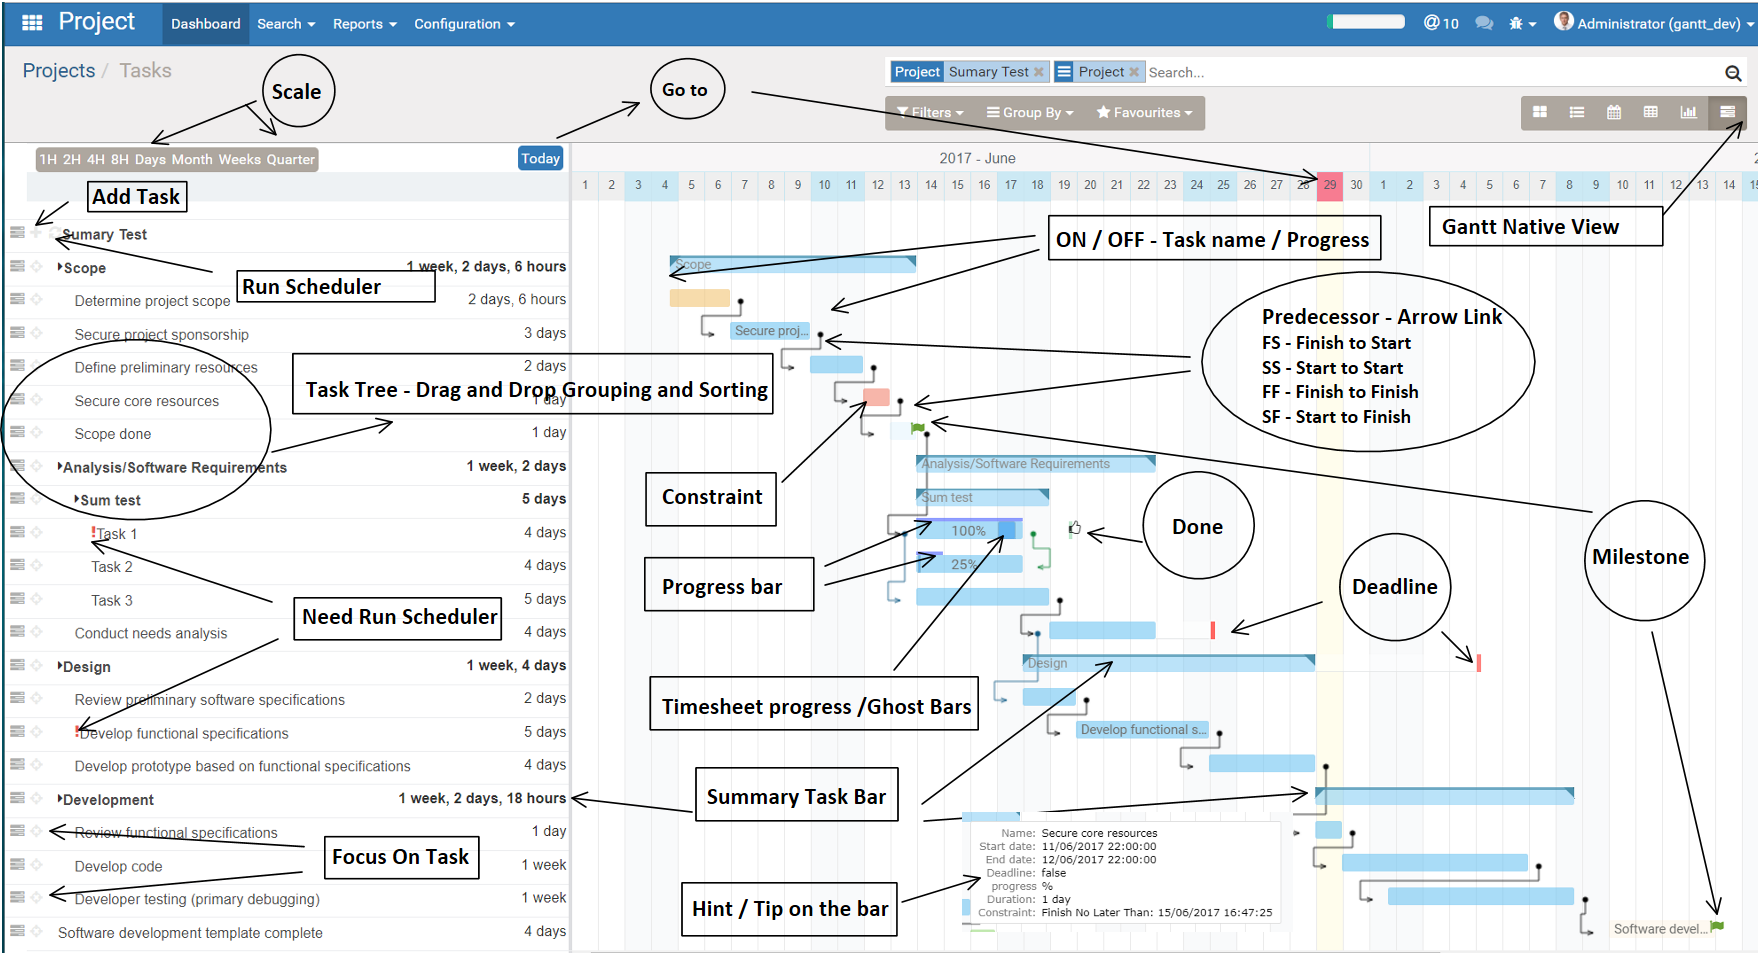 Project
Dashboard
Search
Reports
Configuration
@ 10
Administrator (gantt_dev)
Projects / Tasks
Scale
Go to
Project Sumary Test ×
Project ×
Search...
Filters
Group By
Favourites
1H 2H 4H 8H Days Month Weeks Quarter
Today
2017 - June
2
1 2 3 4 5 6 7 8 9 10 11 12 13 14 15 16 17 18 19 20 21 22 23 24 25 26 27 28 29 30 1 2 3 4 5 6 7 8 9 10 11 12 13 14 15
Add Task
Gantt Native View
ON / OFF - Task name / Progress
Sumary Test
Scope
1 week, 2 days, 6 hours
Scope
Run Scheduler
Determine project scope
2 days, 6 hours
Secure project sponsorship
3 days
Secure proj...
Predecessor - Arrow Link
FS - Finish to Start
SS - Start to Start
FF - Finish to Finish
SF - Start to Finish
Define preliminary resources
2 days
Task Tree - Drag and Drop Grouping and Sorting
Secure core resources
1 day
Scope done
1 day
Analysis/Software Requirements
1 week, 2 days
Analysis/Software Requirements
Sum test
5 days
Sum test
Constraint
Done
Milestone
Task 1
4 days
100%
Task 2
4 days
25%
Progress bar
Deadline
Task 3
5 days
Need Run Scheduler
Conduct needs analysis
4 days
Design
1 week, 4 days
Design
Review preliminary software specifications
2 days
Timesheet progress /Ghost Bars
Develop functional specifications
5 days
Develop functional s...
Develop prototype based on functional specifications
4 days
Development
1 week, 2 days, 18 hours
Summary Task Bar
Review functional specifications
1 day
Focus On Task
Develop code
1 week
Developer testing (primary debugging)
1 week
Hint / Tip on the bar
Name: Secure core resources
Start date: 11/06/2017 22:00:00
End date: 12/06/2017 22:00:00
Deadline: false
progress %
Duration: 1 day
Constraint: Finish No Later Than: 15/06/2017 16:47:25
Software development template complete
4 days
Software devel...